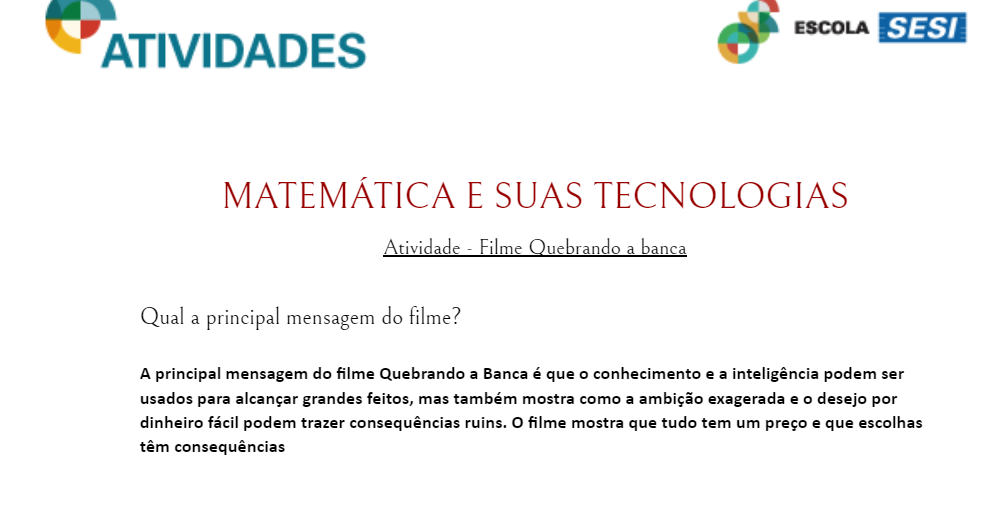 ATIVIDADES
ESCOLA SESI
MATEMÁTICA E SUAS TECNOLOGIAS
Atividade - Filme Quebrando a banca
Qual a principal mensagem do filme?
A principal mensagem do filme Quebrando a Banca é que o conhecimento e a inteligência podem ser
usados para alcançar grandes feitos, mas também mostra como a ambição exagerada e o desejo por
dinheiro fácil podem trazer consequências ruins. O filme mostra que tudo tem um preço e que escolhas
têm consequências